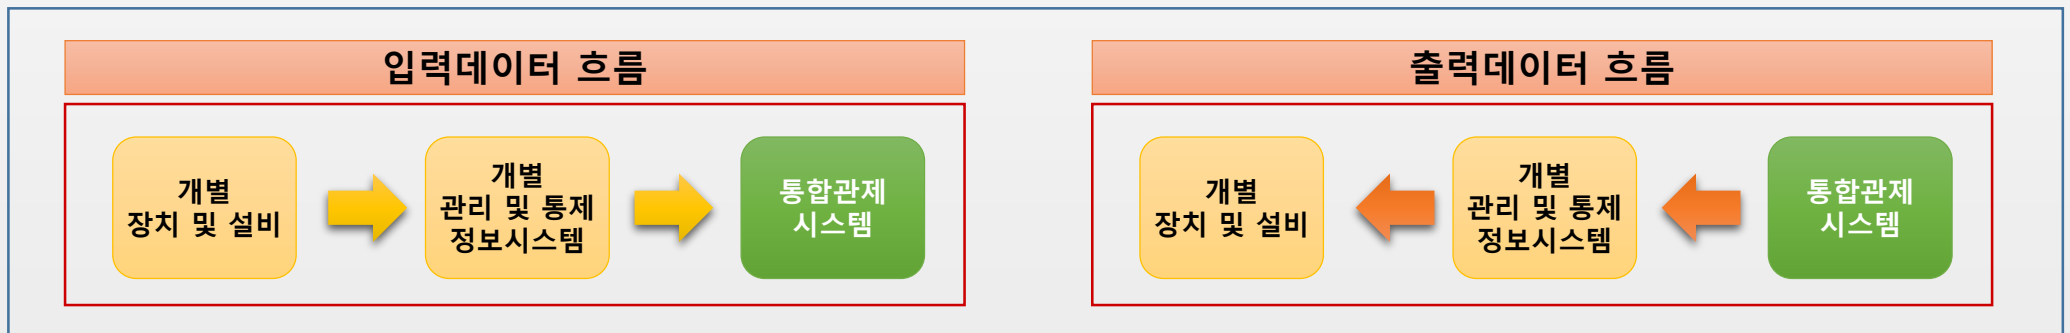 입력데이터 흐름
개별
장치 및 설비
개별
관리 및 통제
정보시스템
통합관제
시스템
출력데이터 흐름
개별
장치 및 설비
개별
관리 및 통제
정보시스템
통합관제
시스템